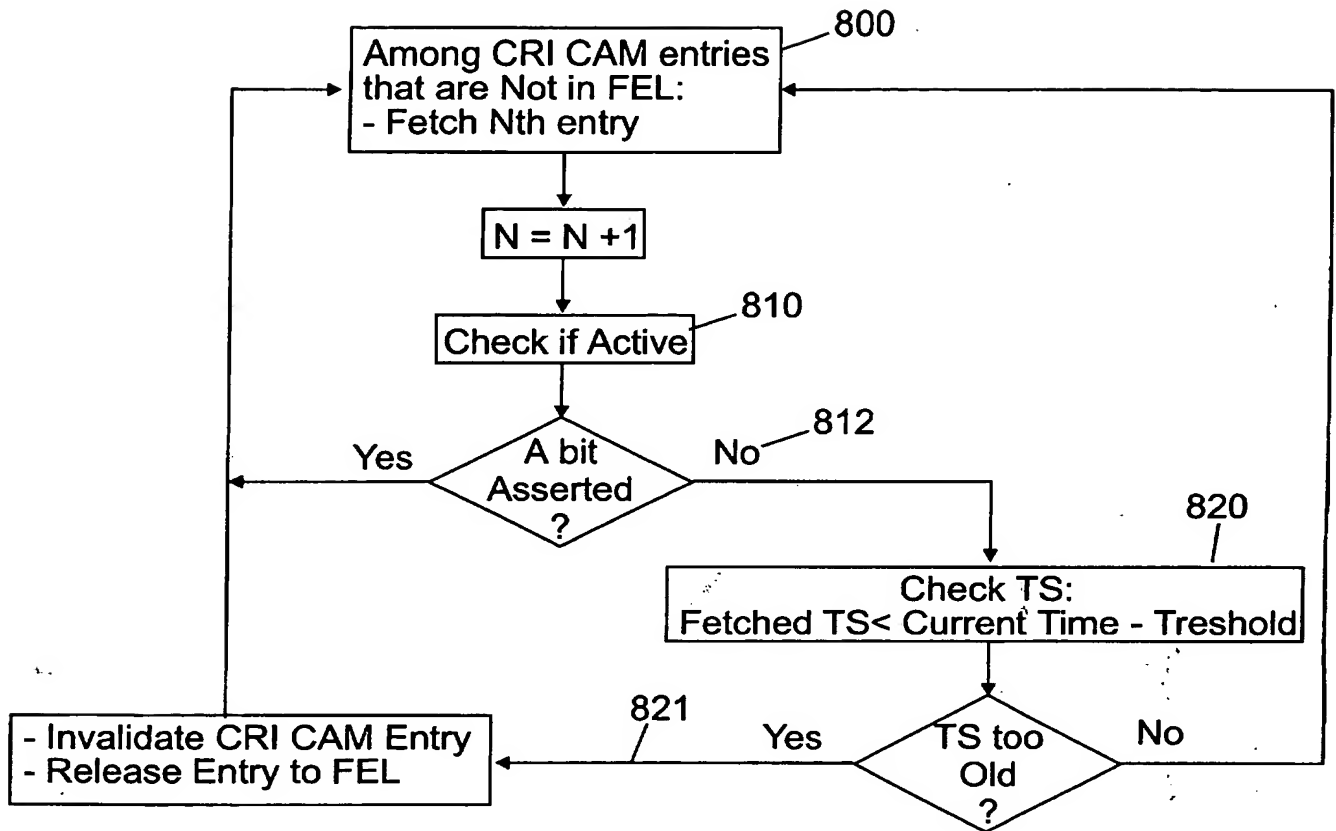 800
Among CRI CAM entries
that are Not in FEL:
- Fetch Nth entry
N = N +1
810
Check if Active
812
Yes
A bit
Asserted
?
No
820
Check TS:
Fetched TS< Current Time - Treshold
821
- Invalidate CRI CAM Entry
- Release Entry to FEL
Yes
TS too
Old
?
No